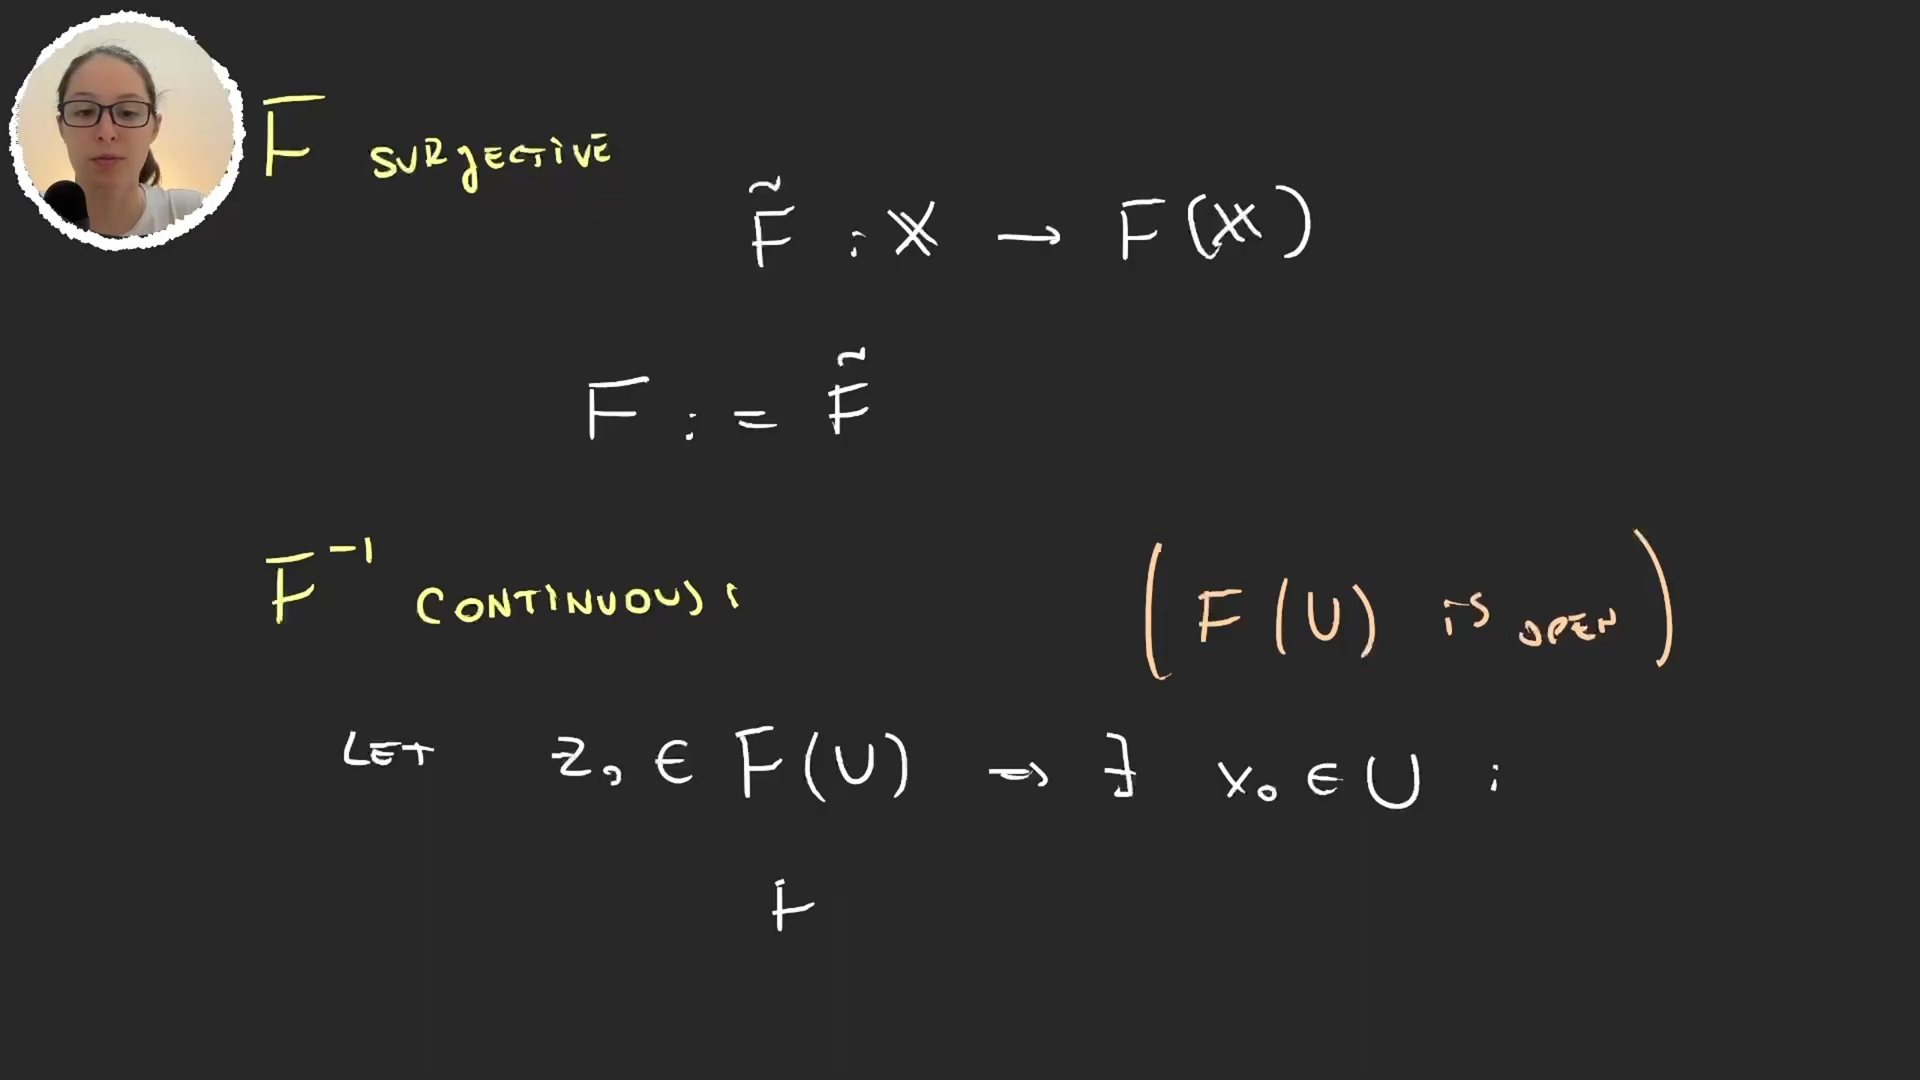 F SURJECTIVE
F̃ : 𝕏 → F(𝕏)
F := F̃
F⁻¹ CONTINUOUS:
(F(U) is OPEN)
LET z₀ ∈ F(U) → ∃ x₀ ∈ U :
F